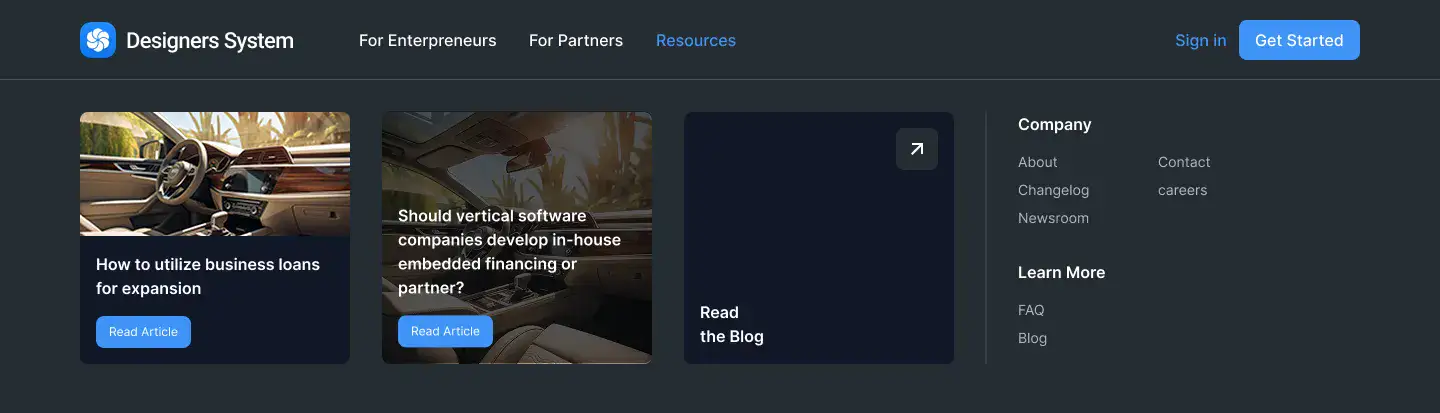 Designers System
For Enterpreneurs
For Partners
Resources
Sign in
Get Started
How to utilize business loans
for expansion
Read Article
Should vertical software
companies develop in-house
embedded financing or
partner?
Read Article
Read
the Blog
Company
About
Contact
Changelog
careers
Newsroom
Learn More
FAQ
Blog